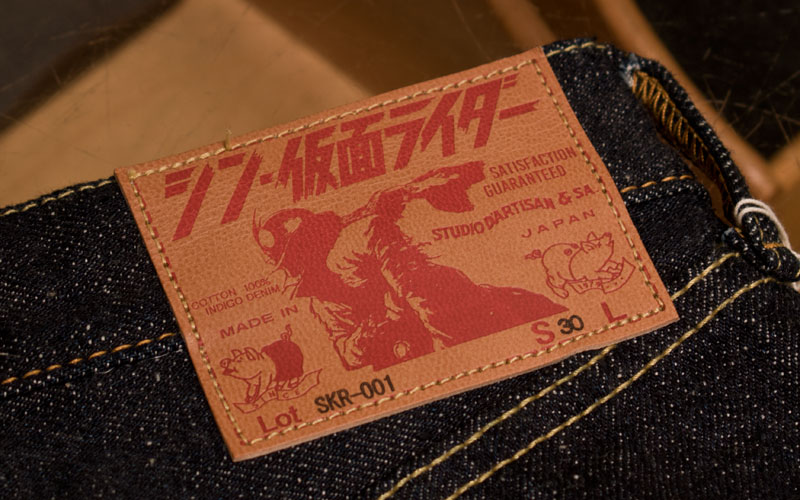 シン・仮面ライダー
SATISFACTION
GUARANTEED
STUDIO D'ARTISAN & SA.
JAPAN
COTTON 100%
INDIGO DENIM
MADE IN
S 30 L
Lot SKR-001